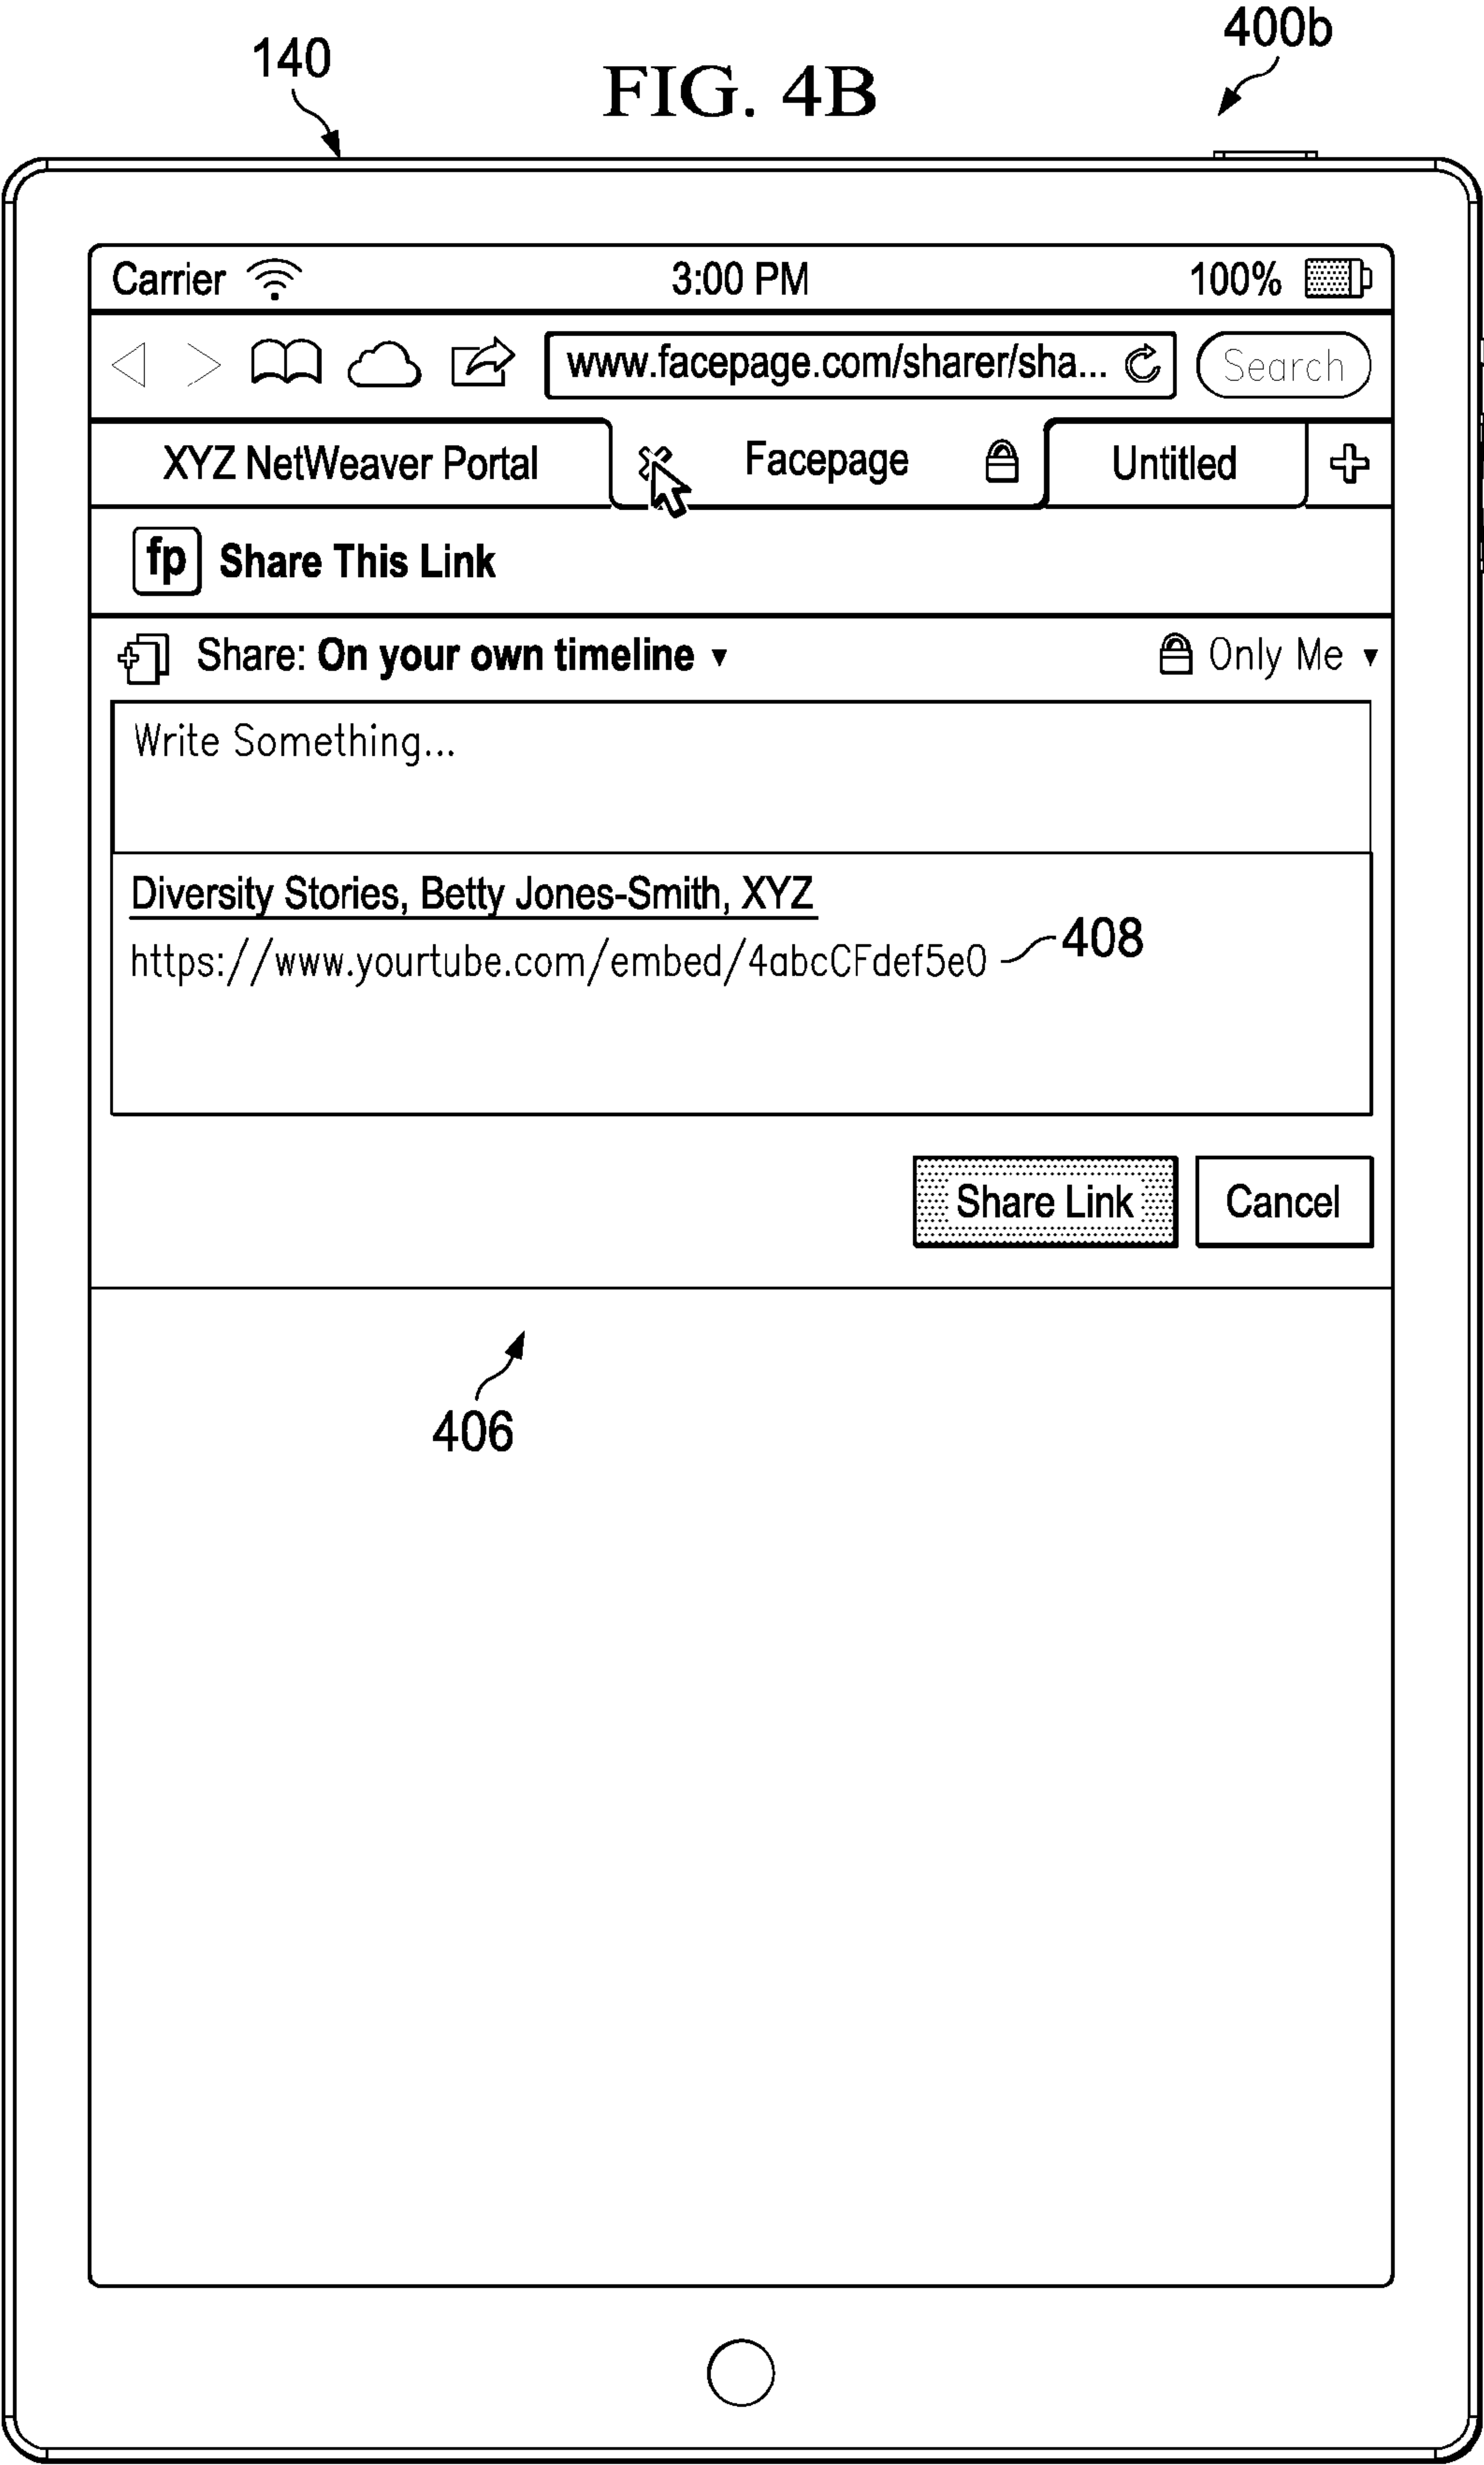 400b
140
FIG. 4B
Carrier 3:00 PM 100%
www.facepage.com/sharer/sha... Search
XYZ NetWeaver Portal Facepage Untitled
fp Share This Link
Share: On your own timeline Only Me
Write Something...
Diversity Stories, Betty Jones-Smith, XYZ
408
https://www.yourtube.com/embed/4abcCFdef5e0
Share Link Cancel
406